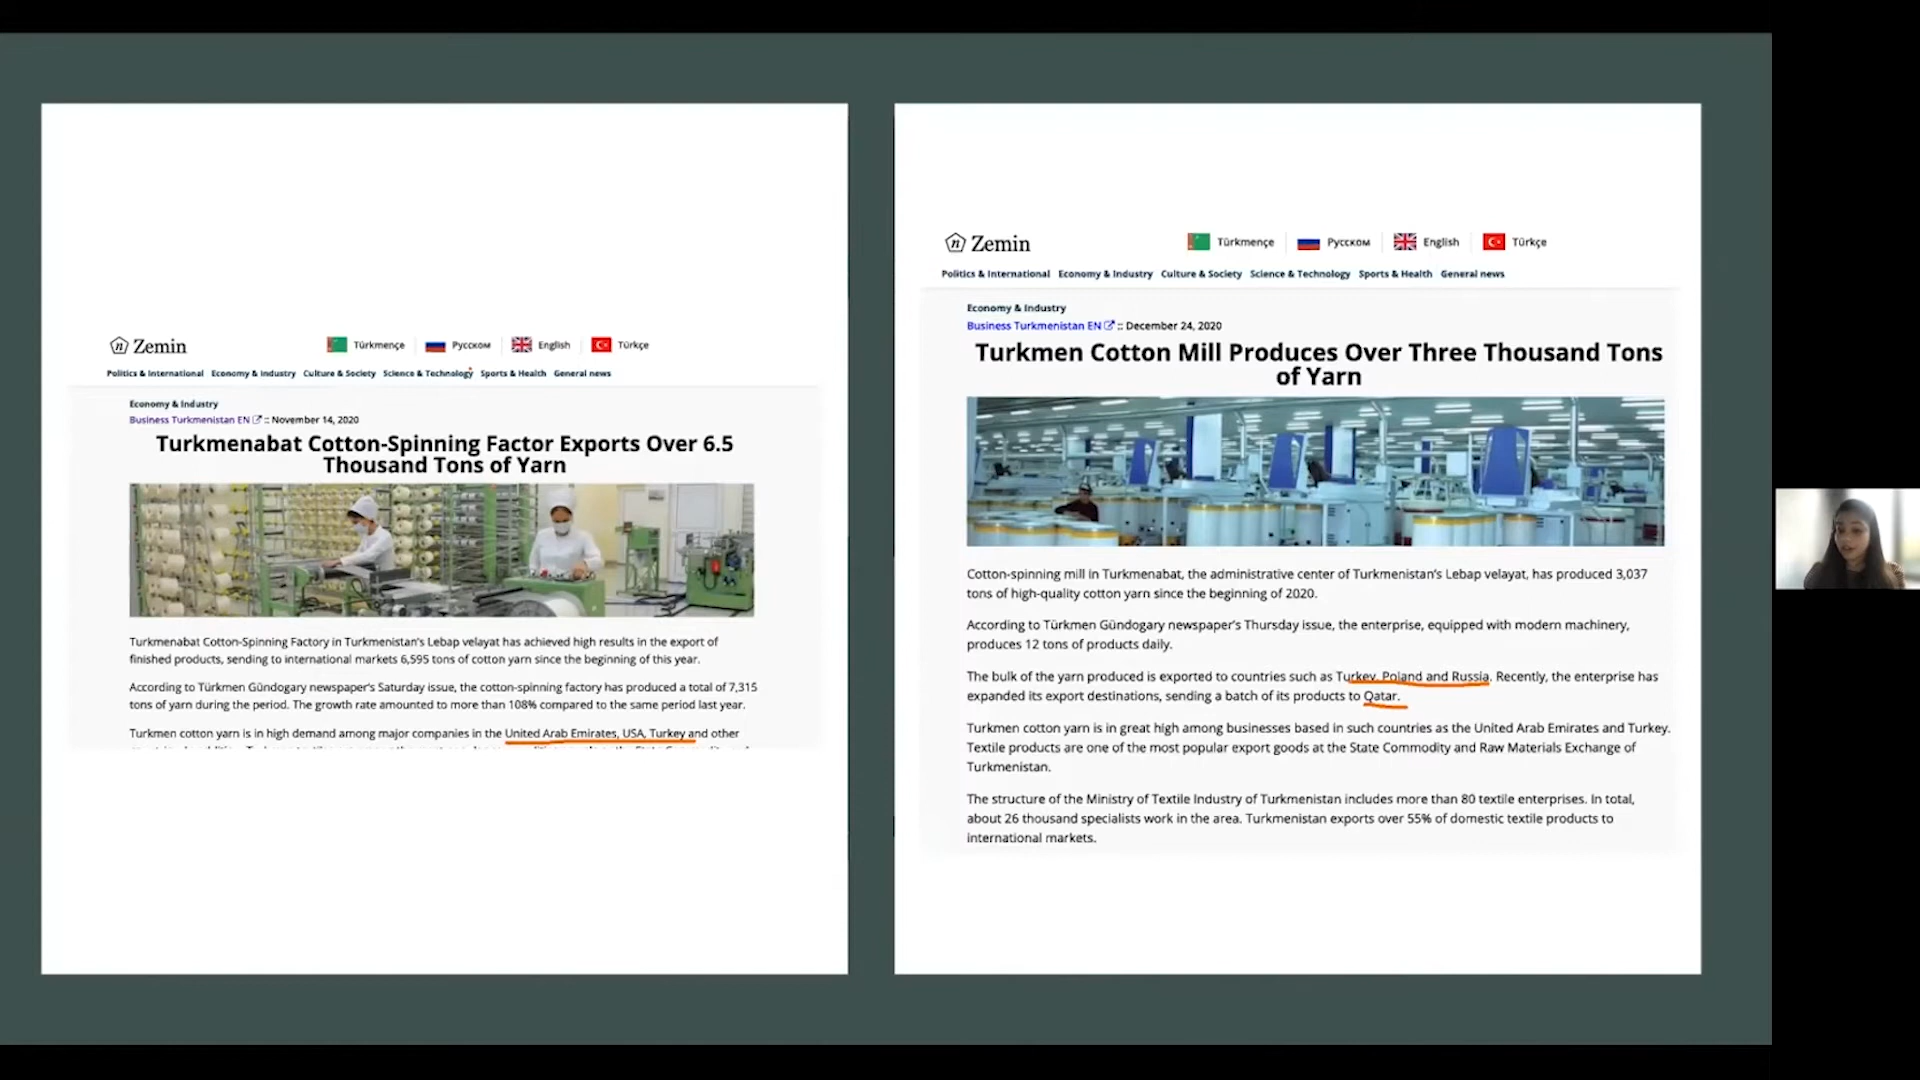 Zemin
Türkmençe Русском English Türkçe
Politics & International Economy & Industry Culture & Society Science & Technology Sports & Health General news
Economy & Industry
Business Turkmenistan EN :: November 14, 2020
Turkmenabat Cotton-Spinning Factor Exports Over 6.5
Thousand Tons of Yarn
Turkmenabat Cotton-Spinning Factory in Turkmenistan's Lebap velayat has achieved high results in the export of
finished products, sending to international markets 6,595 tons of cotton yarn since the beginning of this year.
According to Türkmen Gündogary newspaper's Saturday issue, the cotton-spinning factory has produced a total of 7,315
tons of yarn during the period. The growth rate amounted to more than 108% compared to the same period last year.
Turkmen cotton yarn is in high demand among major companies in the United Arab Emirates, USA, Turkey and other
Zemin
Türkmençe Русском English Türkçe
Politics & International Economy & Industry Culture & Society Science & Technology Sports & Health General news
Economy & Industry
Business Turkmenistan EN :: December 24, 2020
Turkmen Cotton Mill Produces Over Three Thousand Tons
of Yarn
Cotton-spinning mill in Turkmenabat, the administrative center of Turkmenistan's Lebap velayat, has produced 3,037
tons of high-quality cotton yarn since the beginning of 2020.
According to Türkmen Gündogary newspaper's Thursday issue, the enterprise, equipped with modern machinery,
produces 12 tons of products daily.
The bulk of the yarn produced is exported to countries such as Turkey, Poland and Russia. Recently, the enterprise has
expanded its export destinations, sending a batch of its products to Qatar.
Turkmen cotton yarn is in great high among businesses based in such countries as the United Arab Emirates and Turkey.
Textile products are one of the most popular export goods at the State Commodity and Raw Materials Exchange of
Turkmenistan.
The structure of the Ministry of Textile Industry of Turkmenistan includes more than 80 textile enterprises. In total,
about 26 thousand specialists work in the area. Turkmenistan exports over 55% of domestic textile products to
international markets.